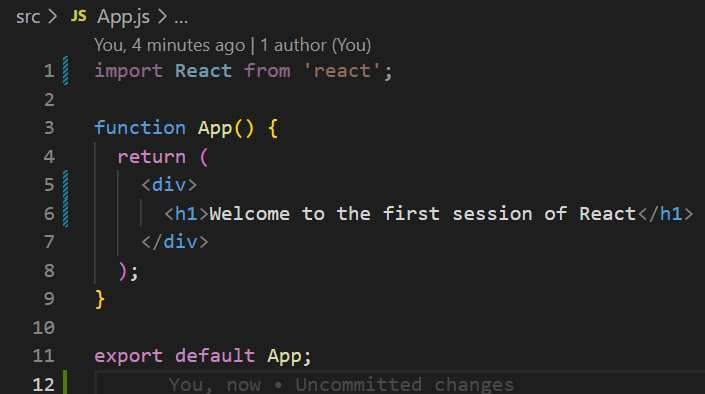 src > JS App.js > ...
You, 4 minutes ago | 1 author (You)
1 import React from 'react';
2
3 function App() {
4   return (
5     <div>
6       <h1>Welcome to the first session of React</h1>
7     </div>
8   );
9 }
10
11 export default App;
12 You, now • Uncommitted changes